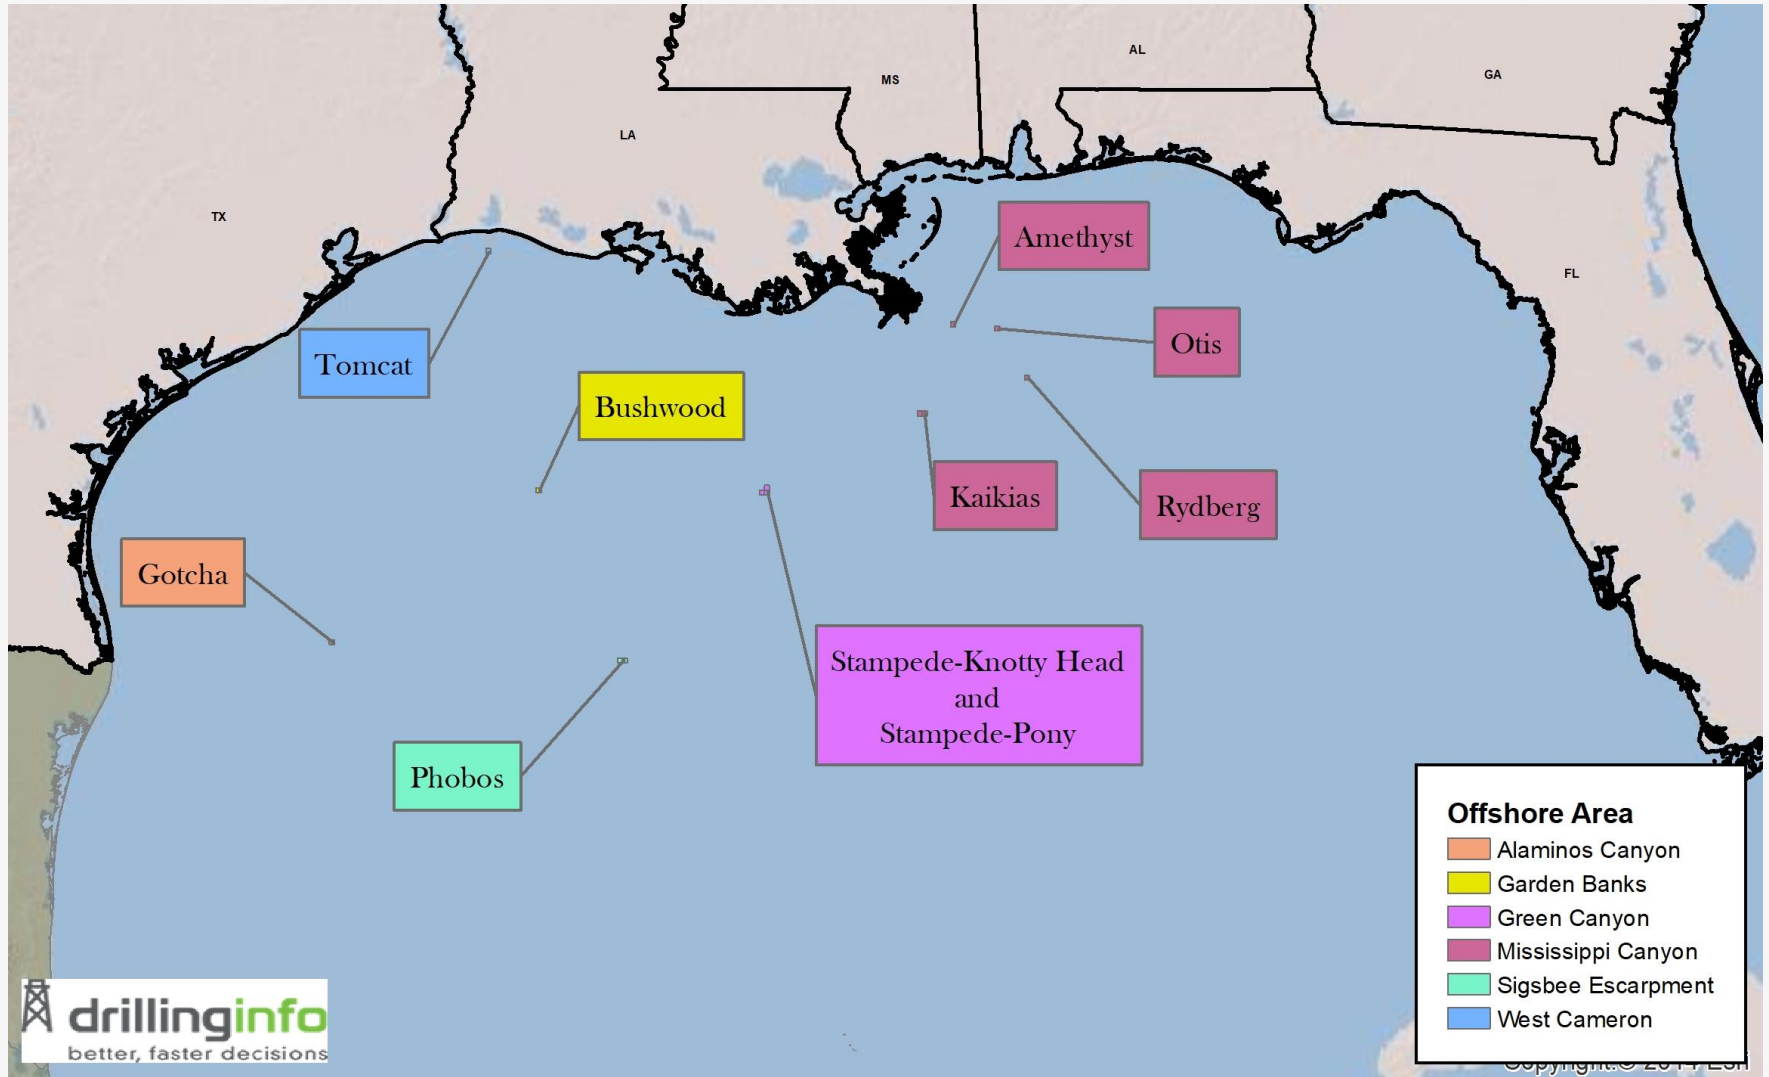 AL
MS
GA
LA
TX
FL
Amethyst
Otis
Tomcat
Bushwood
Kaikias
Rydberg
Gotcha
Stampede-Knotty Head
and
Stampede-Pony
Phobos
Offshore Area
Alaminos Canyon
Garden Banks
Green Canyon
Mississippi Canyon
Sigsbee Escarpment
West Cameron
drillinginfo
better, faster decisions